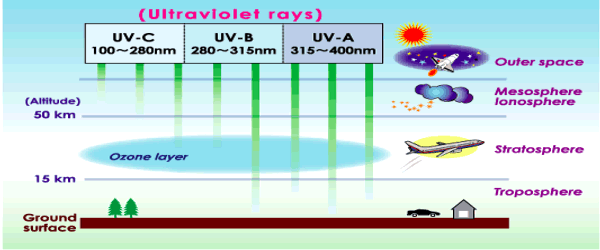 (Ultraviolet rays)
UV-C
100～280nm
UV-B
280～315nm
UV-A
315～400nm
Outer space
(Altitude)
Mesosphere
Ionosphere
50 km
Ozone layer
Stratosphere
15 km
Troposphere
Ground
surface